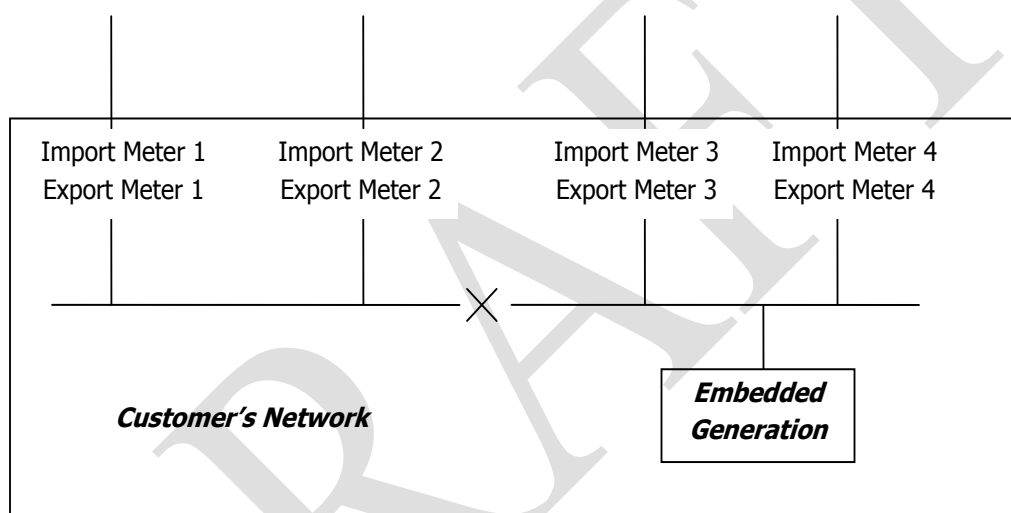 Import Meter 1
Export Meter 1
Import Meter 2
Export Meter 2
Import Meter 3
Export Meter 3
Import Meter 4
Export Meter 4
Customer's Network
Embedded
Generation
RAFT